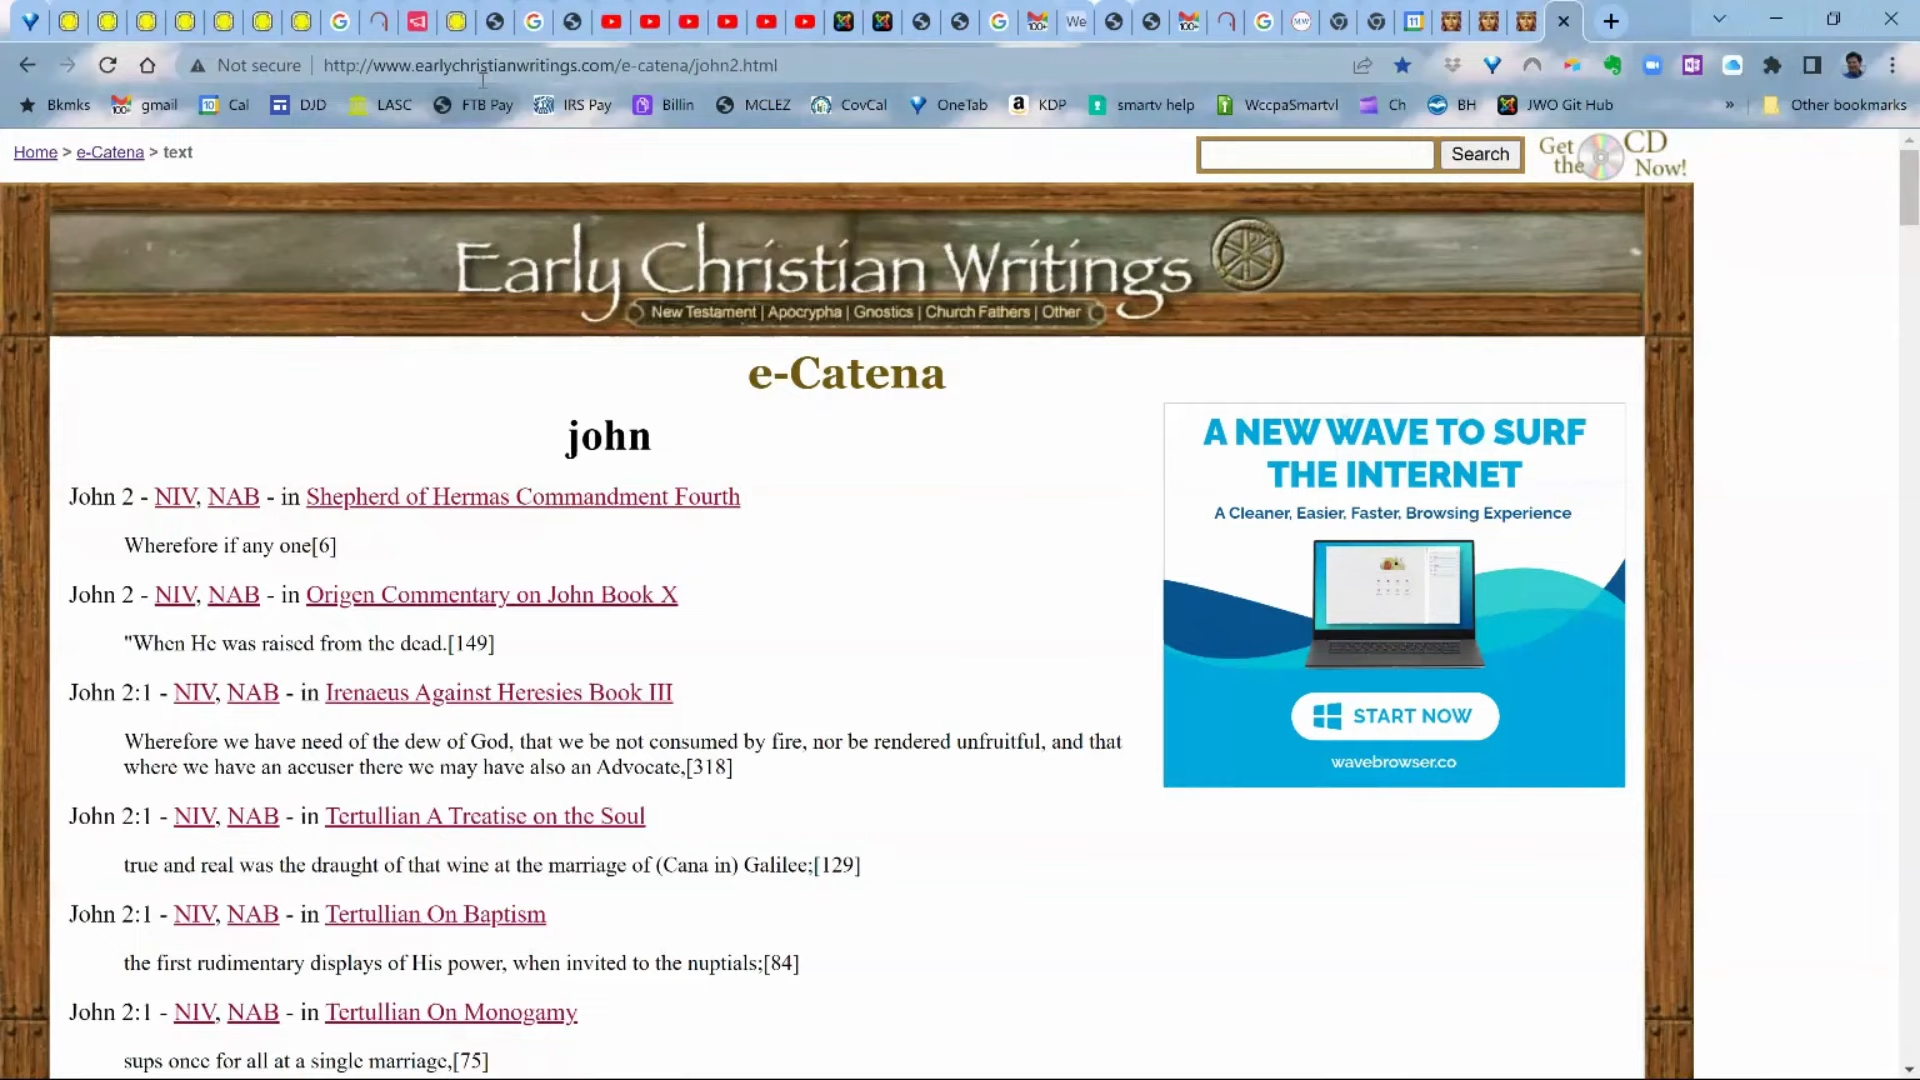 We
11
Not secure
http://www.earlychristianwritings.com/e-catena/john2.html
Bkmks gmail Cal DJD LASC FTB Pay IRS Pay Billin MCLEZ CovCal OneTab KDP smartv help WccpaSmartvl Ch BH JWO Git Hub » Other bookmarks
Home > e-Catena > text
Search
Get the CD Now!
Early Christian Writings
New Testament | Apocrypha | Gnostics | Church Fathers | Other
e-Catena
john
John 2 - NIV, NAB - in Shepherd of Hermas Commandment Fourth
Wherefore if any one[6]
John 2 - NIV, NAB - in Origen Commentary on John Book X
"When He was raised from the dead.[149]
John 2:1 - NIV, NAB - in Irenaeus Against Heresies Book III
Wherefore we have need of the dew of God, that we be not consumed by fire, nor be rendered unfruitful, and that
where we have an accuser there we may have also an Advocate,[318]
John 2:1 - NIV, NAB - in Tertullian A Treatise on the Soul
true and real was the draught of that wine at the marriage of (Cana in) Galilee;[129]
John 2:1 - NIV, NAB - in Tertullian On Baptism
the first rudimentary displays of His power, when invited to the nuptials;[84]
John 2:1 - NIV, NAB - in Tertullian On Monogamy
sups once for all at a single marriage,[75]
A NEW WAVE TO SURF
THE INTERNET
A Cleaner, Easier, Faster, Browsing Experience
START NOW
wavebrowser.co